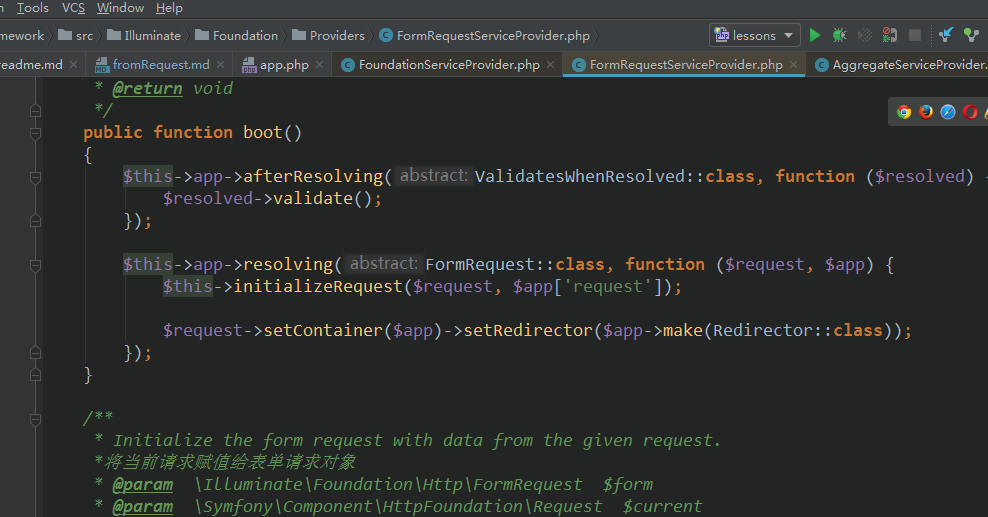 Tools VCS Window Help
mework src Illuminate Foundation Providers FormRequestServiceProvider.php lessons
readme.md fromRequest.md app.php FoundationServiceProvider.php FormRequestServiceProvider.php AggregateServiceProvider.
* @return void
*/
public function boot()
{
$this->app->afterResolving( abstract: ValidatesWhenResolved::class, function ($resolved)
$resolved->validate();
});
$this->app->resolving( abstract: FormRequest::class, function ($request, $app) {
$this->initializeRequest($request, $app['request']);
$request->setContainer($app)->setRedirector($app->make(Redirector::class));
});
}
/**
* Initialize the form request with data from the given request.
*将当前请求赋值给表单请求对象
* @param \Illuminate\Foundation\Http\FormRequest $form
* @param \Symfony\Component\HttpFoundation\Request $current